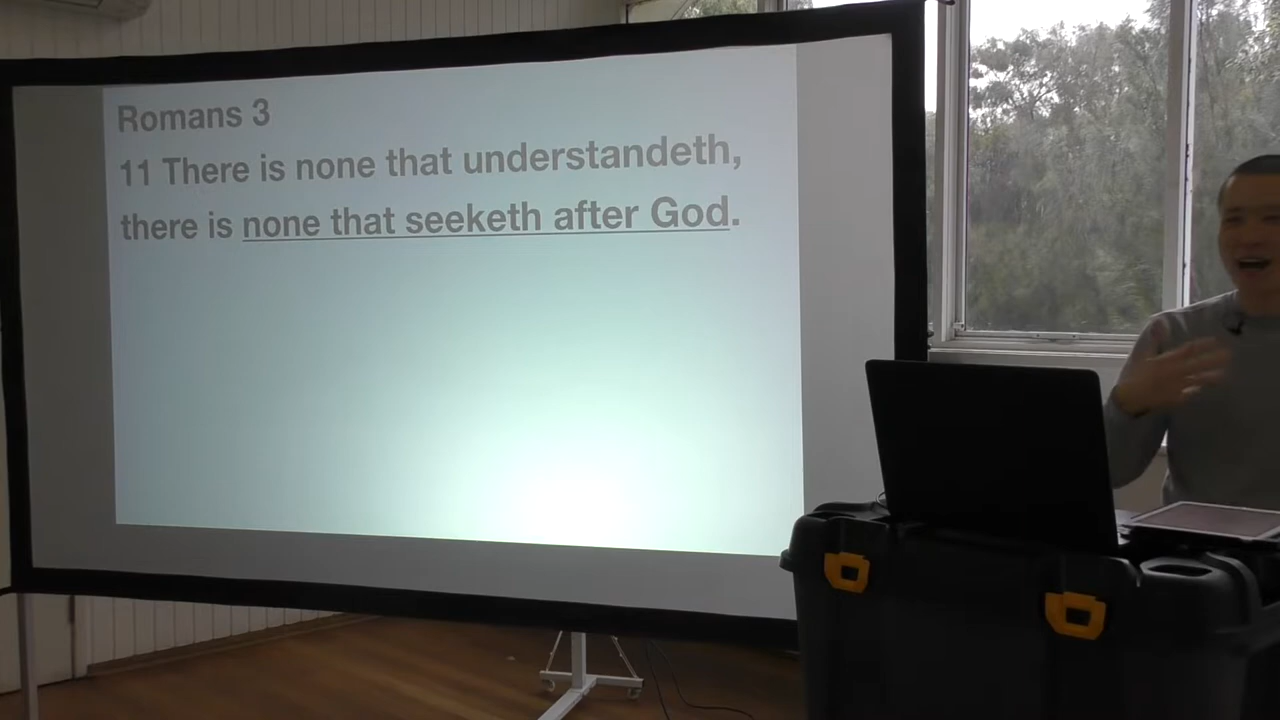 Romans 3
11 There is none that understandeth,
there is none that seeketh after God.